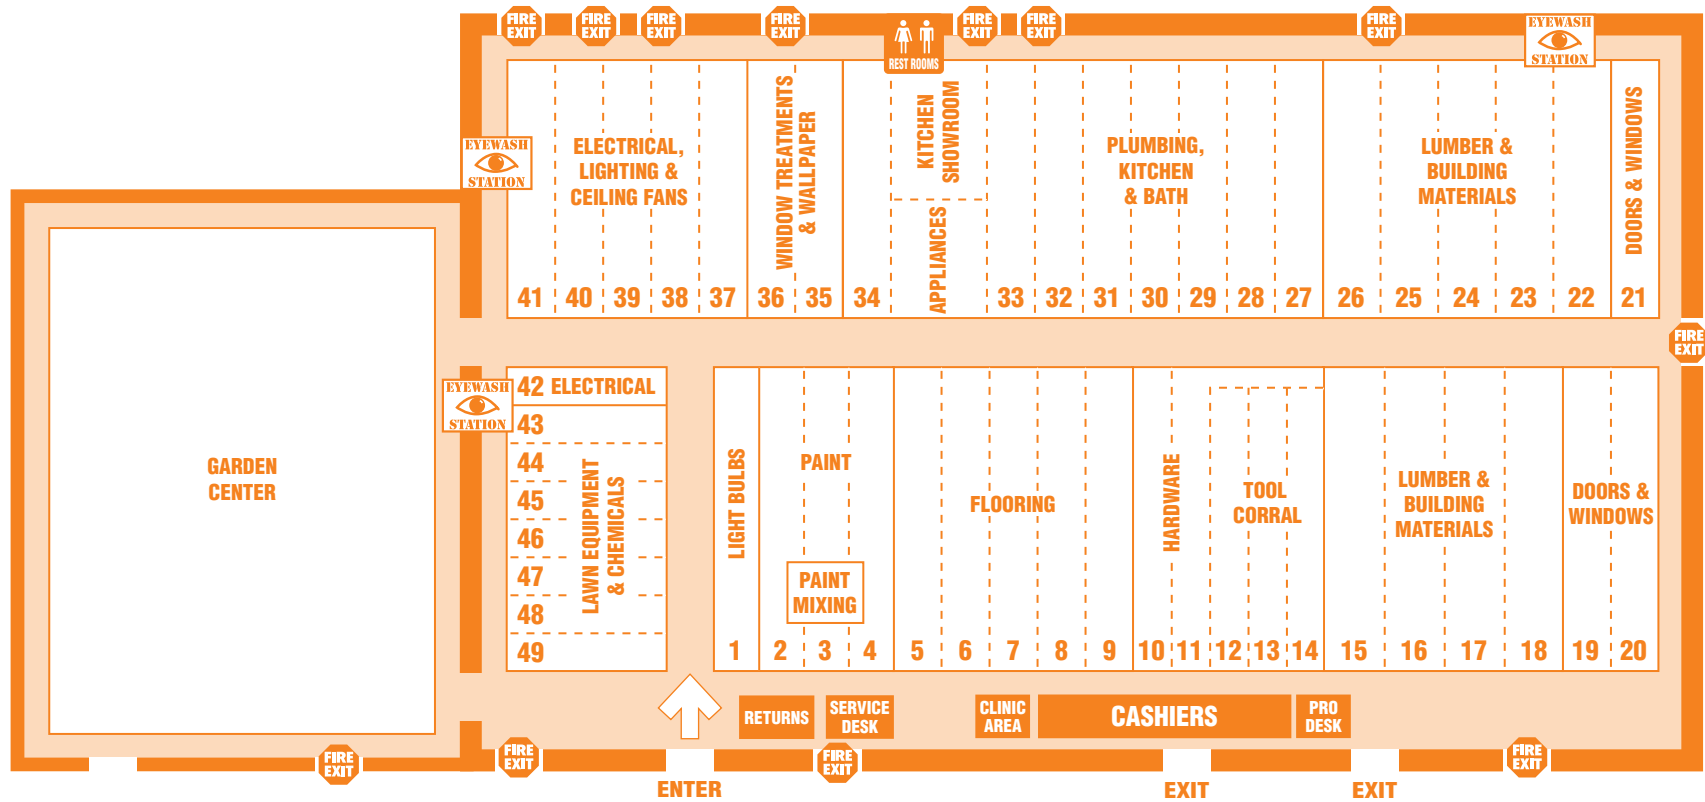 FIRE
EXIT
FIRE
EXIT
FIRE
EXIT
FIRE
EXIT
REST ROOMS
FIRE
EXIT
FIRE
EXIT
FIRE
EXIT
EYEWASH
STATION
EYEWASH
STATION
ELECTRICAL,
LIGHTING &
CEILING FANS
WINDOW TREATMENTS
& WALLPAPER
KITCHEN
SHOWROOM
APPLIANCES
PLUMBING,
KITCHEN
& BATH
LUMBER &
BUILDING
MATERIALS
DOORS & WINDOWS
41 40 39 38 37 36 35 34 33 32 31 30 29 28 27 26 25 24 23 22 21
FIRE
EXIT
EYEWASH
STATION
42 ELECTRICAL
43
44
45
46
47
48
49
LAWN EQUIPMENT
& CHEMICALS
GARDEN
CENTER
LIGHT BULBS
PAINT
PAINT
MIXING
FLOORING
HARDWARE
TOOL
CORRAL
LUMBER &
BUILDING
MATERIALS
DOORS &
WINDOWS
1 2 3 4 5 6 7 8 9 10 11 12 13 14 15 16 17 18 19 20
RETURNS
SERVICE
DESK
CLINIC
AREA
CASHIERS
PRO
DESK
FIRE
EXIT
FIRE
EXIT
FIRE
EXIT
FIRE
EXIT
ENTER
EXIT
EXIT